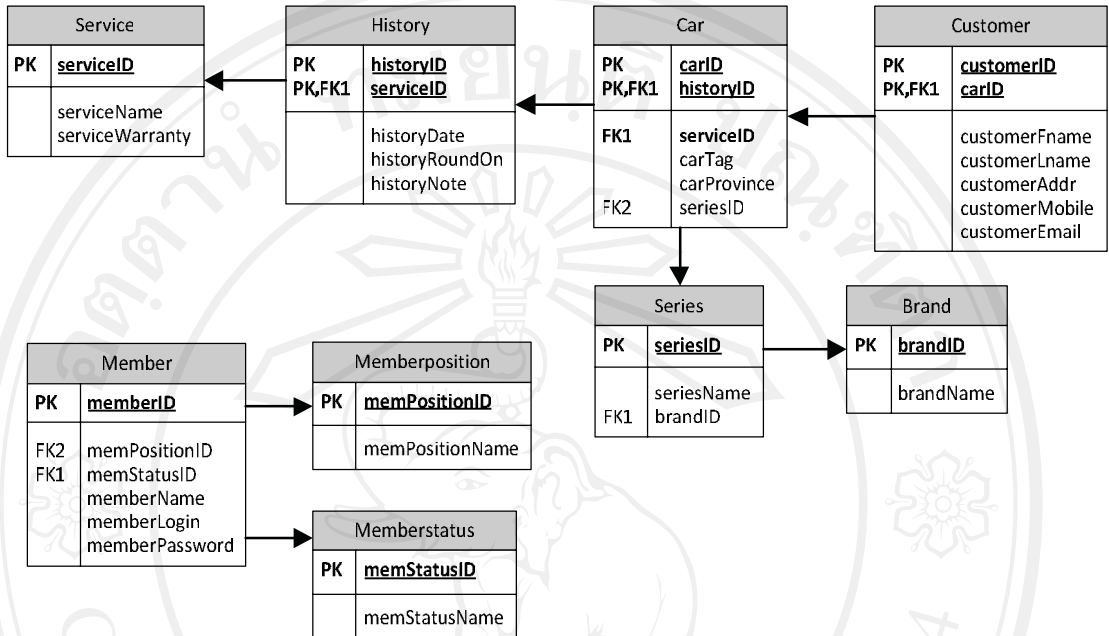 Service
PK serviceID
serviceName
serviceWarranty
History
PK historyID
PK,FK1 serviceID
historyDate
historyRoundOn
historyNote
Car
PK carID
PK,FK1 historyID
FK1 serviceID
carTag
carProvince
FK2 seriesID
Customer
PK customerID
PK,FK1 carID
customerFname
customerLname
customerAddr
customerMobile
customerEmail
Series
PK seriesID
seriesName
FK1 brandID
Brand
PK brandID
brandName
Member
PK memberID
FK2 memPositionID
FK1 memStatusID
memberName
memberLogin
memberPassword
Memberposition
PK memPositionID
memPositionName
Memberstatus
PK memStatusID
memStatusName